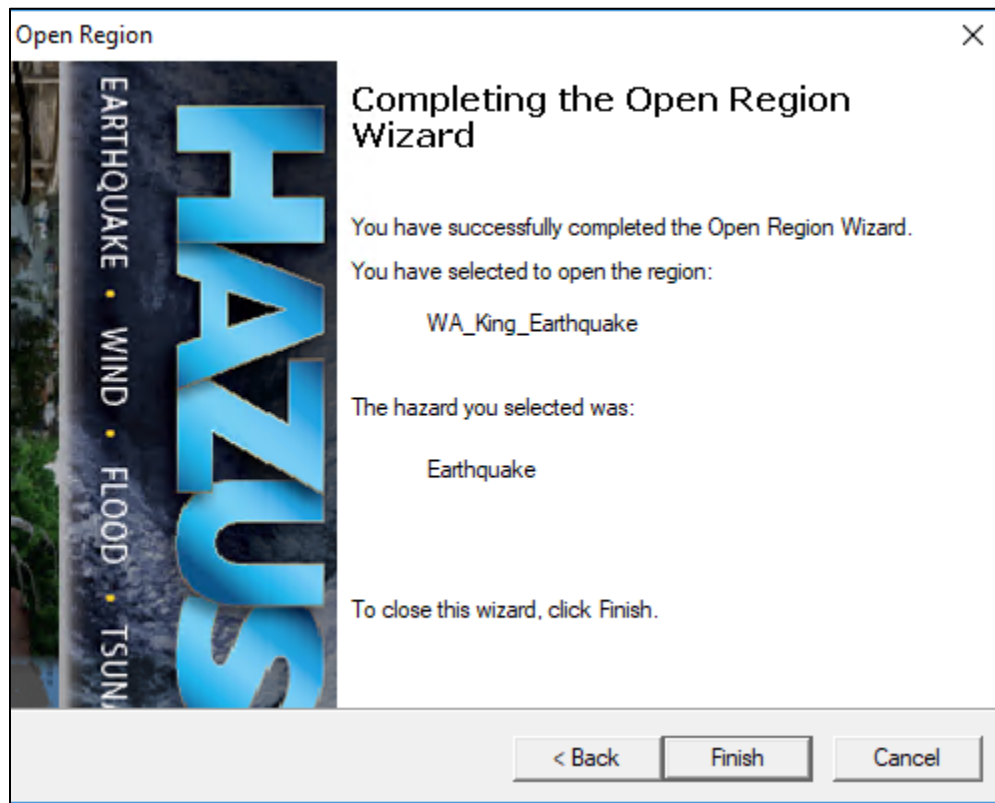 Open Region
EARTHQUAKE • WIND • FLOOD • TSUN
HAZUS
Completing the Open Region
Wizard
You have successfully completed the Open Region Wizard.
You have selected to open the region:
WA_King_Earthquake
The hazard you selected was:
Earthquake
To close this wizard, click Finish.
< Back
Finish
Cancel